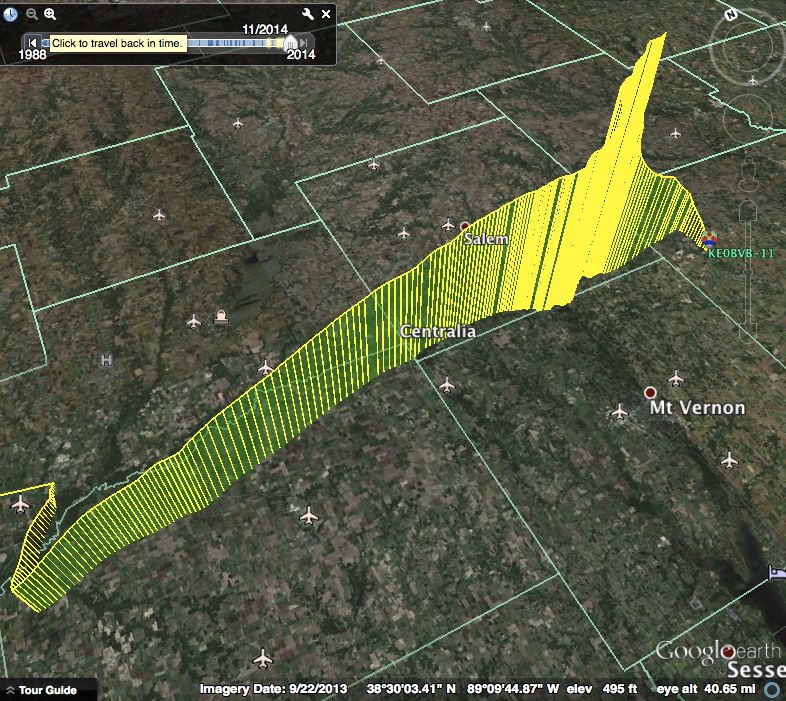 11/2014
Click to travel back in time.
1988
2014
N
Salem
KE0BVB-11
Centralia
H
Mt Vernon
Google earth
Sesse
Tour Guide
Imagery Date: 9/22/2013 38°30'03.41" N 89°09'44.87" W elev 495 ft eye alt 40.65 mi